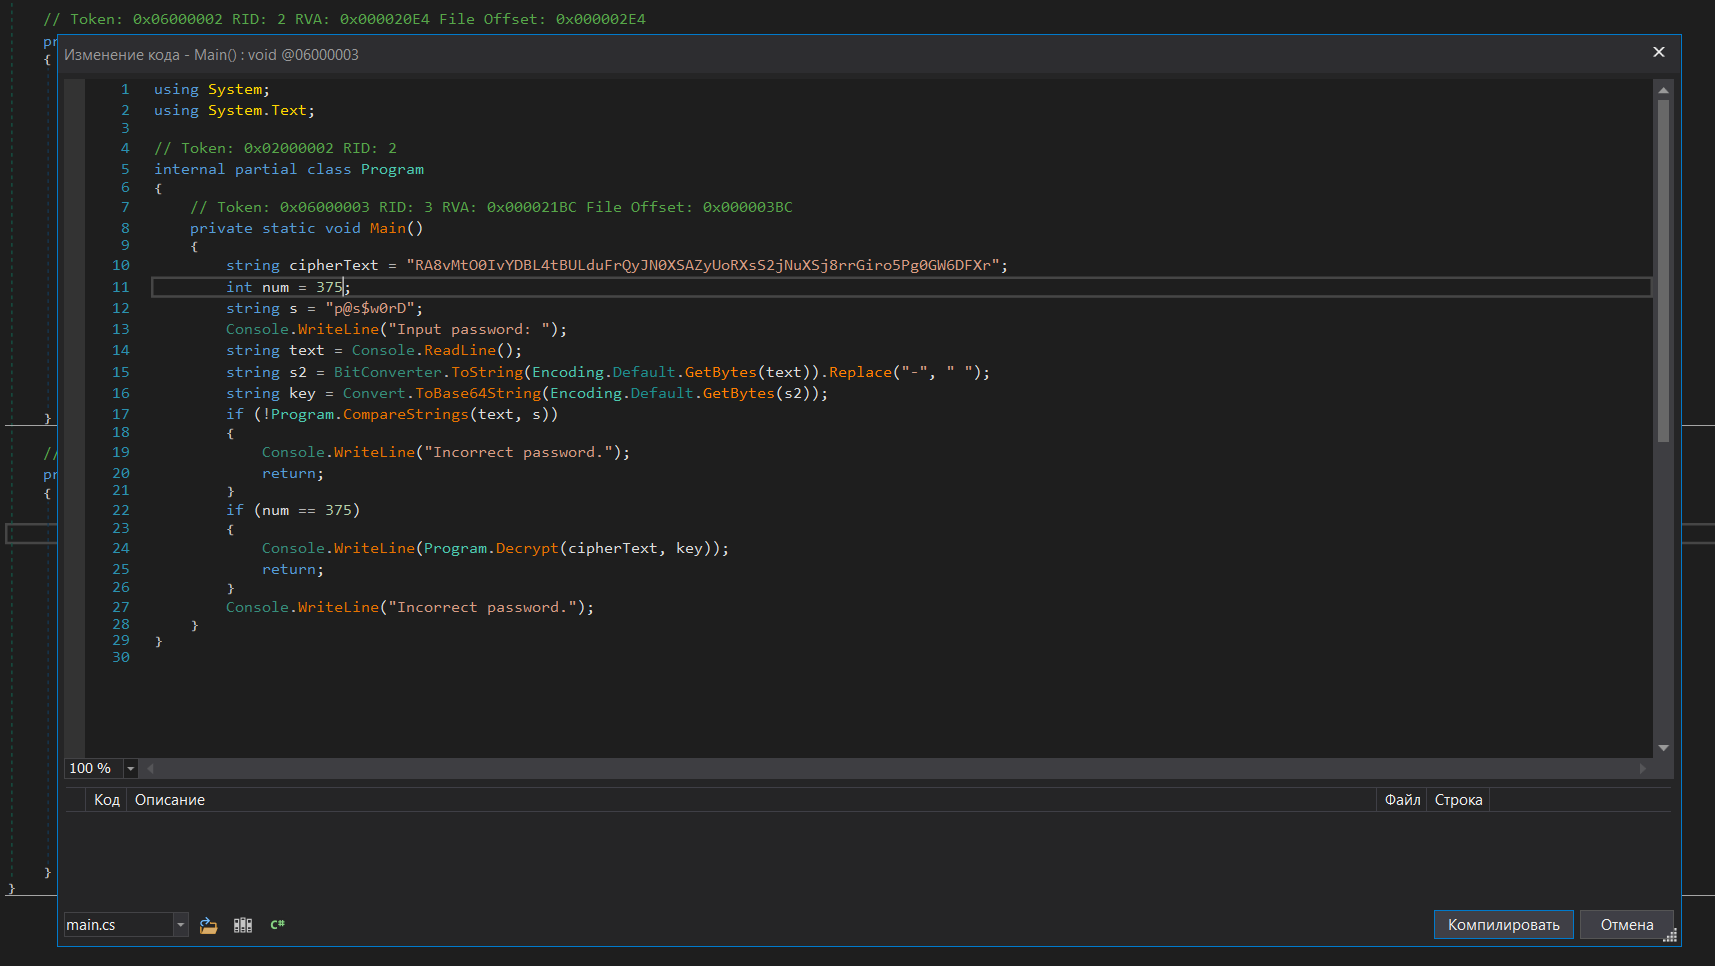 // Token: 0x06000002 RID: 2 RVA: 0x000020E4 File Offset: 0x000002E4
pr
{
Изменение кода - Main() : void @06000003
1 using System;
2 using System.Text;
3
4 // Token: 0x02000002 RID: 2
5 internal partial class Program
6 {
7 // Token: 0x06000003 RID: 3 RVA: 0x000021BC File Offset: 0x000003BC
8 private static void Main()
9 {
10 string cipherText = "RA8vMtO0IvYDBL4tBULduFrQyJN0XSAZyUoRXsS2jNuXSj8rrGiro5Pg0GW6DFXr";
11 int num = 375;
12 string s = "p@s$w0rD";
13 Console.WriteLine("Input password: ");
14 string text = Console.ReadLine();
15 string s2 = BitConverter.ToString(Encoding.Default.GetBytes(text)).Replace("-", " ");
16 string key = Convert.ToBase64String(Encoding.Default.GetBytes(s2));
17 if (!Program.CompareStrings(text, s))
18 {
19 Console.WriteLine("Incorrect password.");
20 return;
21 }
22 if (num == 375)
23 {
24 Console.WriteLine(Program.Decrypt(cipherText, key));
25 return;
26 }
27 Console.WriteLine("Incorrect password.");
28 }
29 }
30
}
//
pr
{
100 %
Код Описание Файл Строка
}
}
main.cs C# Компилировать Отмена